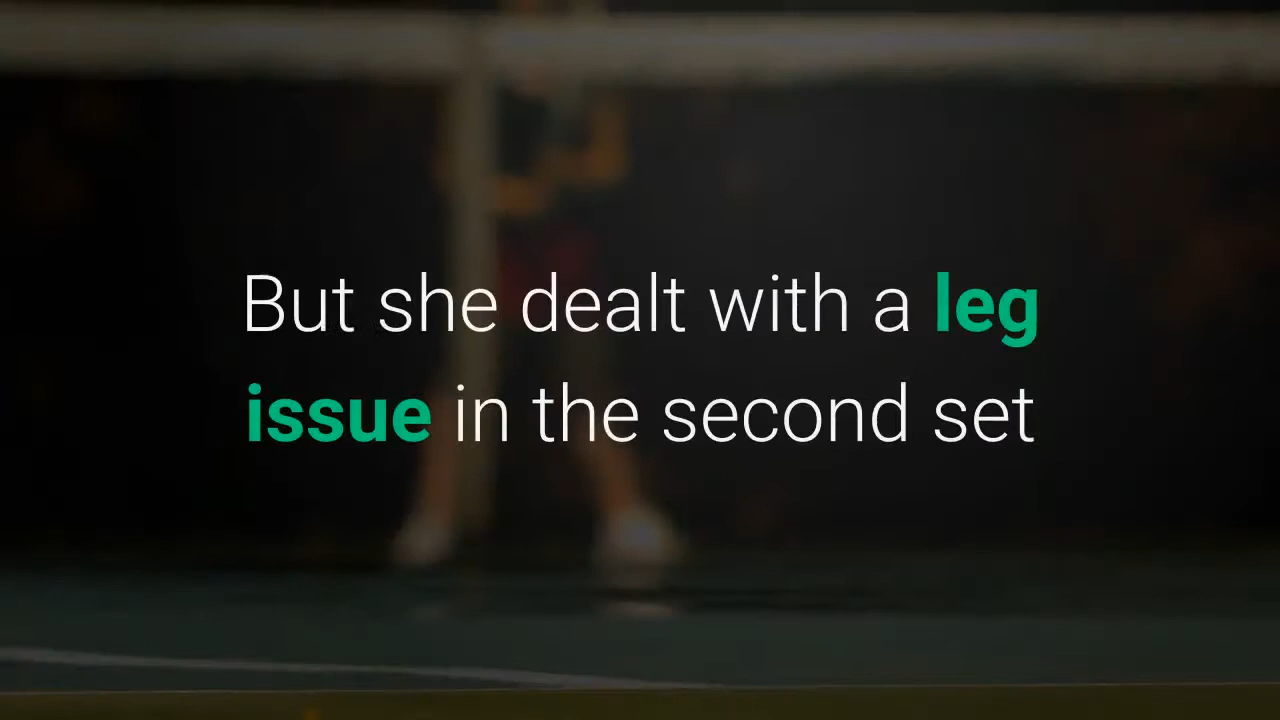 But she dealt with a leg
issue in the second set